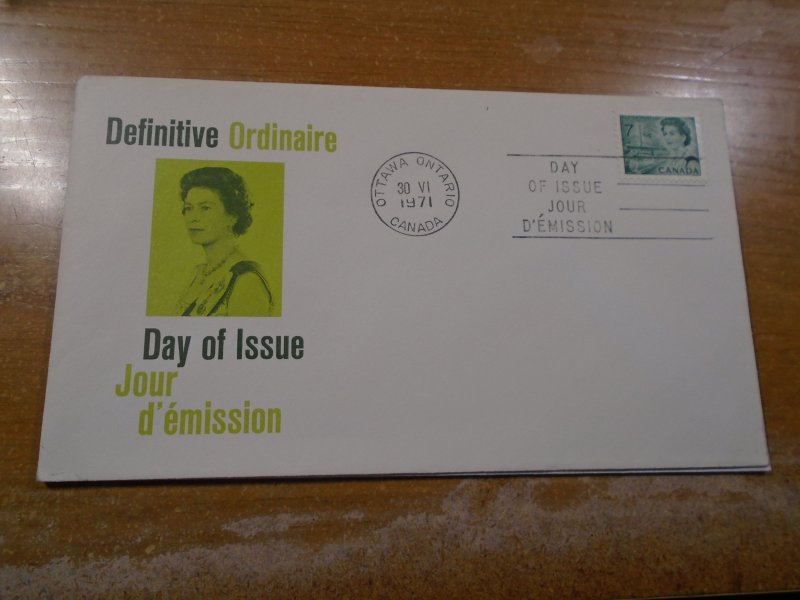 Definitive Ordinaire
Day of Issue
Jour
d'émission
OTTAWA ONTARIO
30 VI
1971
CANADA
DAY
OF ISSUE
JOUR
D'ÉMISSION
7
CANADA